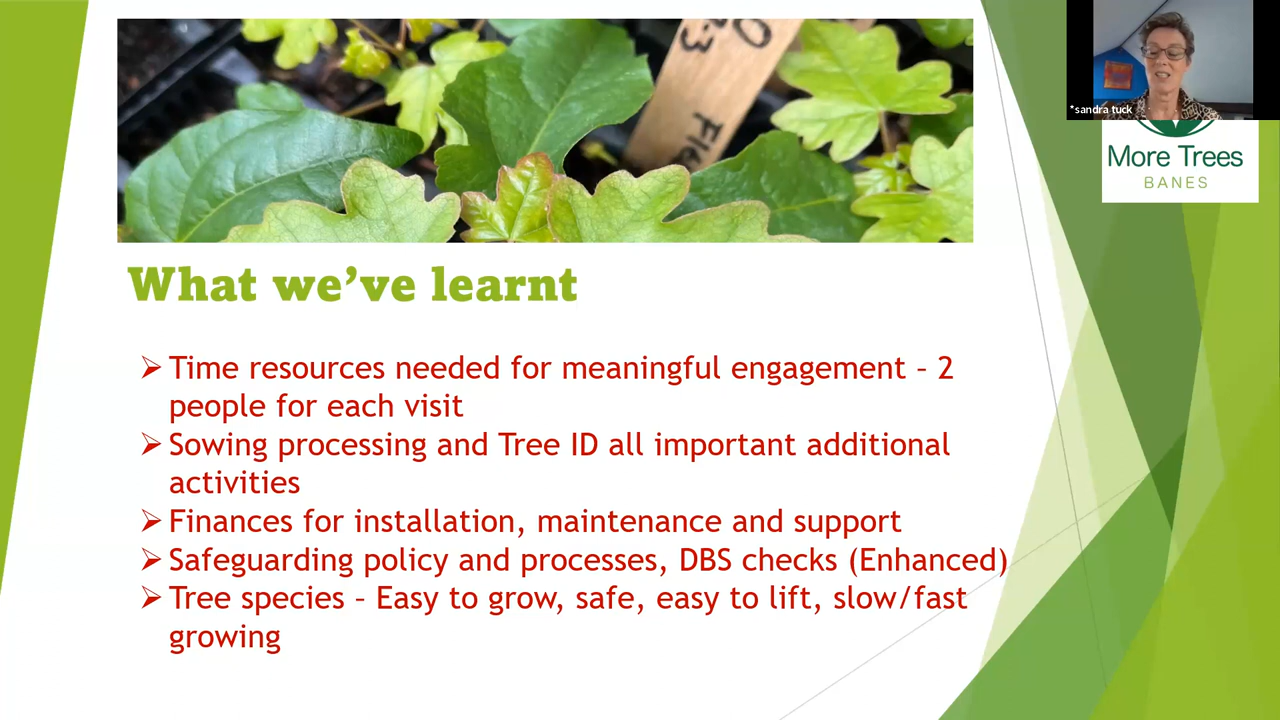 *sandra tuck
More Trees
BANES
What we've learnt
➢ Time resources needed for meaningful engagement – 2
people for each visit
➢ Sowing processing and Tree ID all important additional
activities
➢ Finances for installation, maintenance and support
➢ Safeguarding policy and processes, DBS checks (Enhanced)
➢ Tree species – Easy to grow, safe, easy to lift, slow/fast
growing